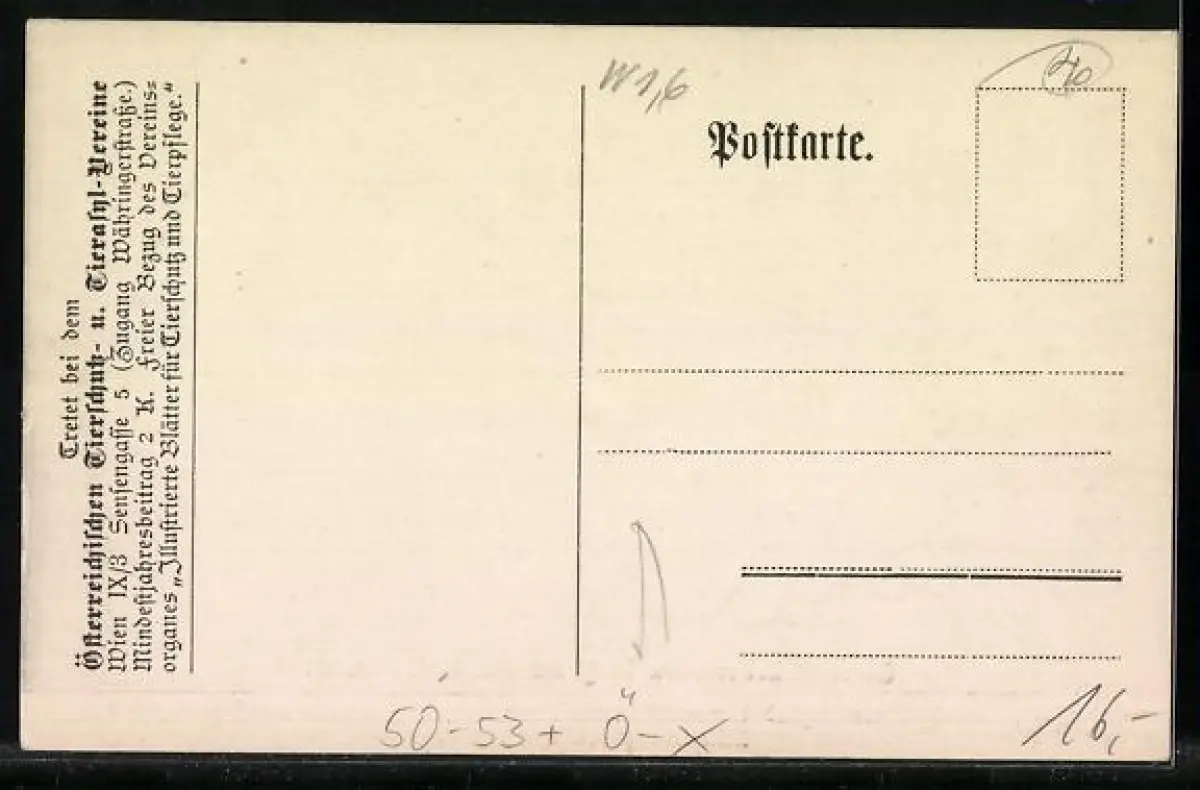 Tretet bei dem
Österreichischen Tierschutz- u. Tierasyl-Vereine
Wien IX/3 Sensengasse 5 (Zugang Währingerstraße.)
Mindestjahresbeitrag 2 K. Freier Bezug des Vereins-
organes „Illustrierte Blätter für Tierschutz und Tierpflege.“
W1,6
Postkarte.
50-53+ Ö-X
16,-